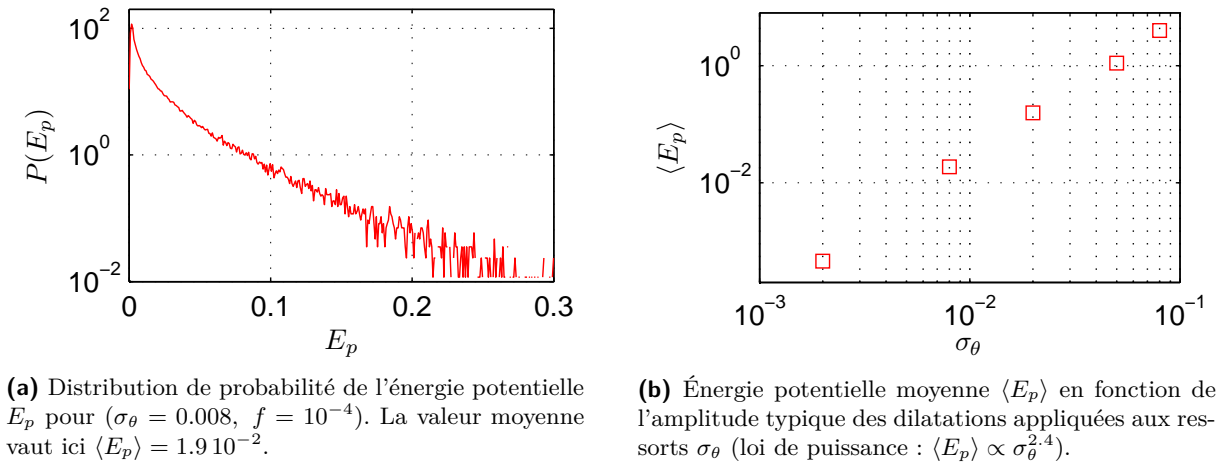 10^2
10^0
10^{-2}
P(E_p)
0
0.1
0.2
0.3
E_p
(a) Distribution de probabilité de l'énergie potentielle
E_p pour (σ_θ = 0.008, f = 10^{-4}). La valeur moyenne
vaut ici ⟨E_p⟩ = 1.9 10^{-2}.
10^0
10^{-2}
⟨E_p⟩
10^{-3}
10^{-2}
10^{-1}
σ_θ
(b) Énergie potentielle moyenne ⟨E_p⟩ en fonction de
l'amplitude typique des dilatations appliquées aux res-
sorts σ_θ (loi de puissance : ⟨E_p⟩ ∝ σ_θ^{2.4}).